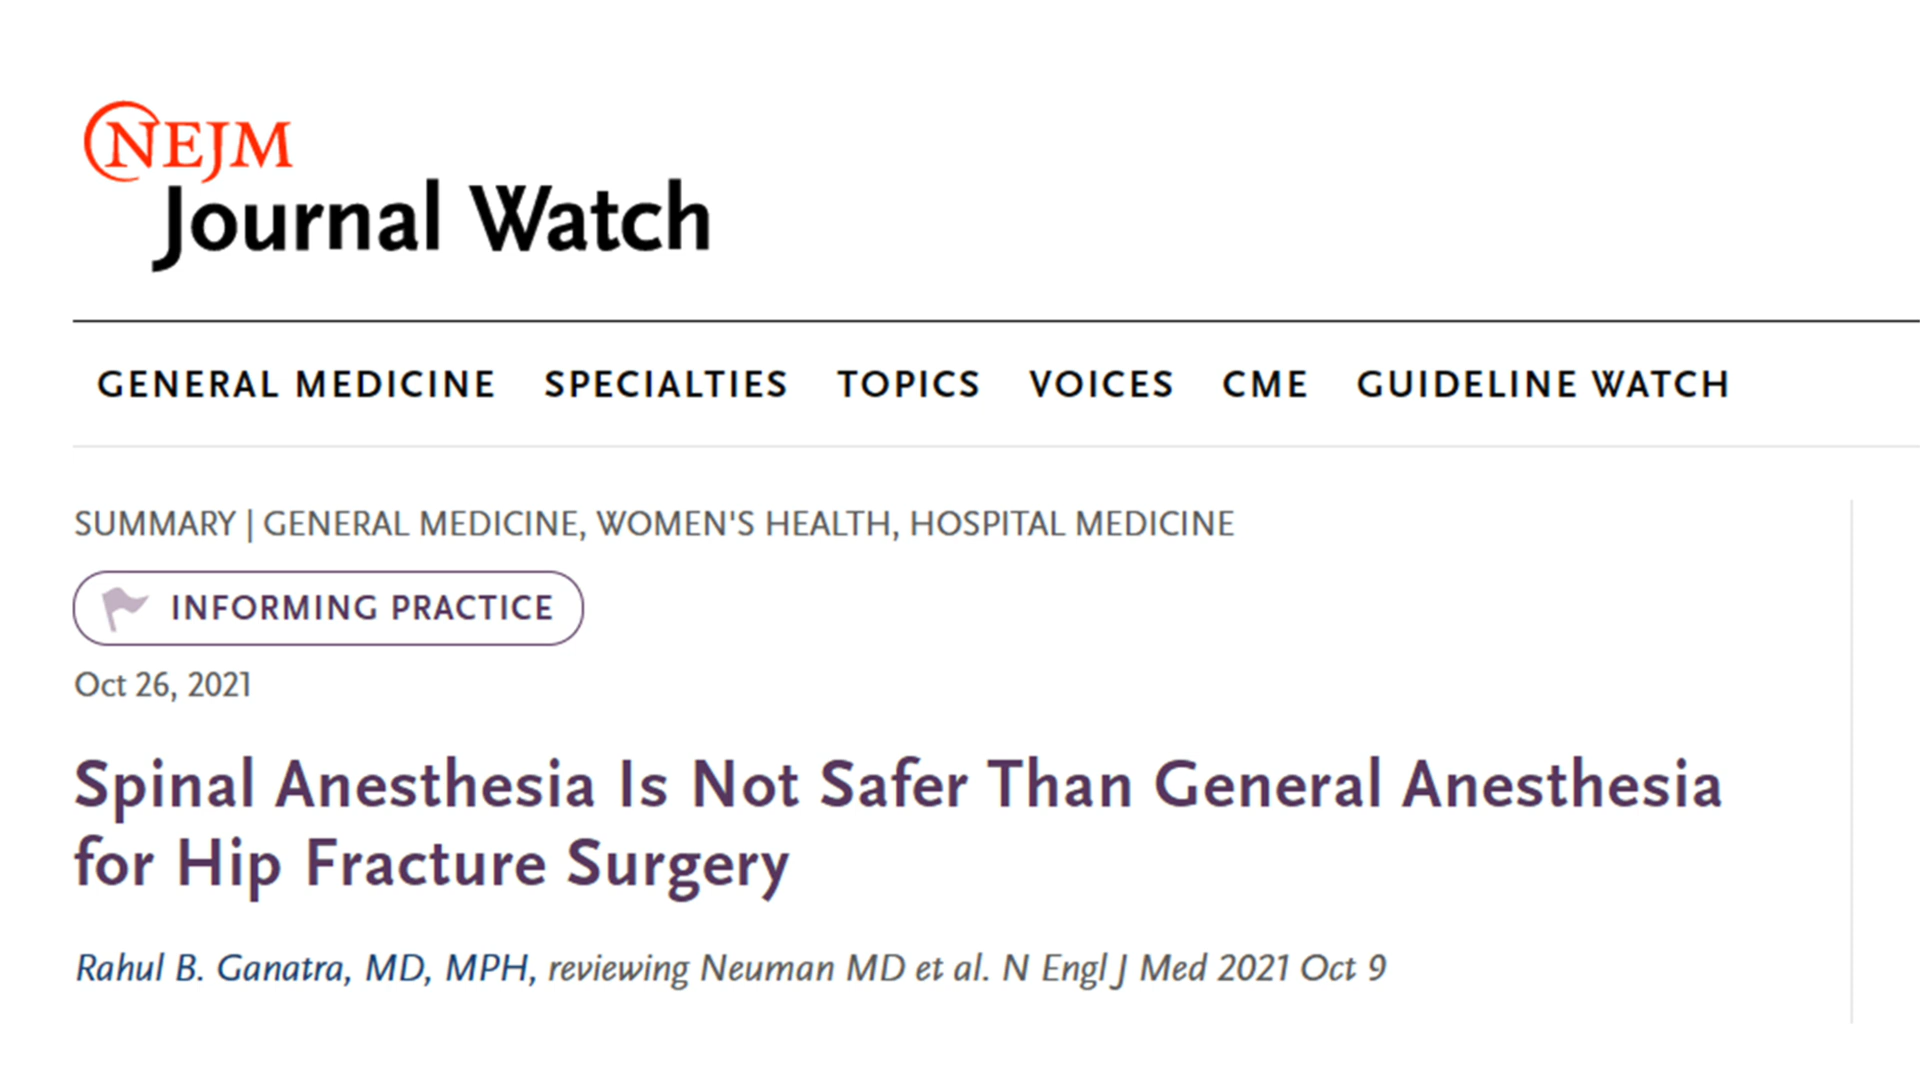 NEJM
Journal Watch
GENERAL MEDICINE SPECIALTIES TOPICS VOICES CME GUIDELINE WATCH
SUMMARY | GENERAL MEDICINE, WOMEN'S HEALTH, HOSPITAL MEDICINE
INFORMING PRACTICE
Oct 26, 2021
Spinal Anesthesia Is Not Safer Than General Anesthesia
for Hip Fracture Surgery
Rahul B. Ganatra, MD, MPH, reviewing Neuman MD et al. N Engl J Med 2021 Oct 9